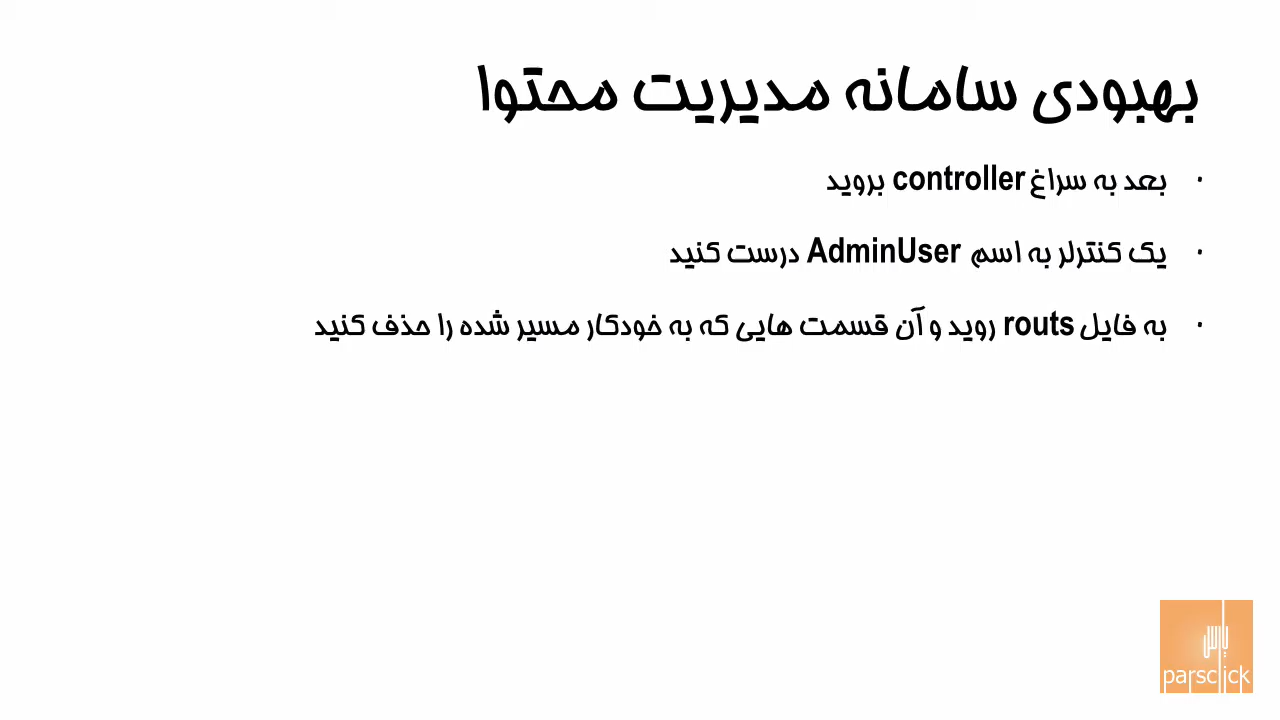 بهبودی سامانه مدیریت محتوا
· بعد به سراغ controller بروید
· یک کنترلر به اسم AdminUser درست کنید
· به فایل routs روید و آن قسمت هایی که به خودکار مسیر شده را حذف کنید
پارس
parsclick